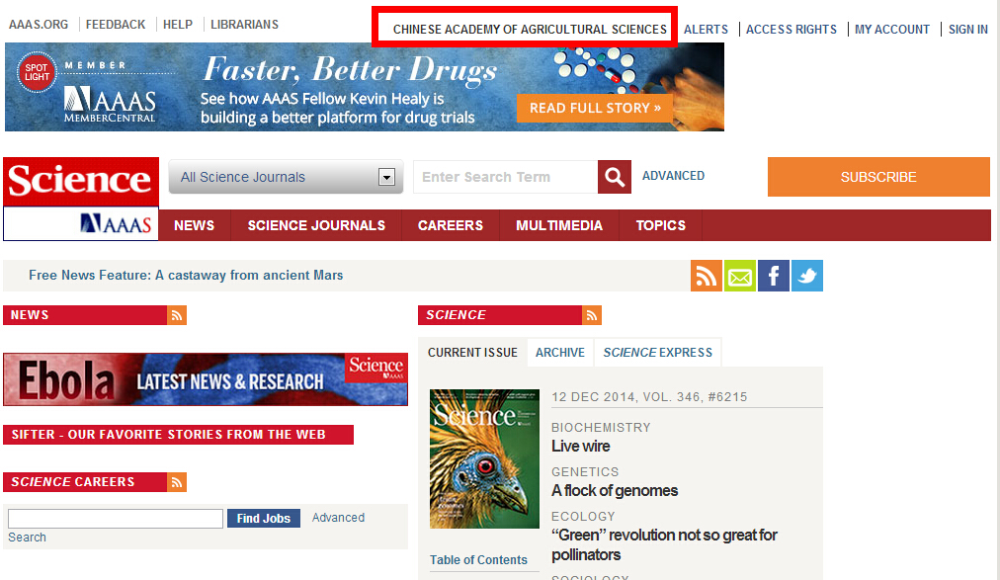 AAAS.ORG FEEDBACK HELP LIBRARIANS
CHINESE ACADEMY OF AGRICULTURAL SCIENCES ALERTS ACCESS RIGHTS MY ACCOUNT SIGN IN
SPOT
LIGHT
MEMBER
AAAS
MEMBERCENTRAL
Faster, Better Drugs
See how AAAS Fellow Kevin Healy is
building a better platform for drug trials
READ FULL STORY »
Science
AAAS
All Science Journals
Enter Search Term
ADVANCED
SUBSCRIBE
NEWS SCIENCE JOURNALS CAREERS MULTIMEDIA TOPICS
Free News Feature: A castaway from ancient Mars
f
NEWS
Ebola LATEST NEWS & RESEARCH
Science
AAAS
SIFTER - OUR FAVORITE STORIES FROM THE WEB
SCIENCE CAREERS
Find Jobs Advanced
Search
SCIENCE
CURRENT ISSUE ARCHIVE SCIENCE EXPRESS
Science
Table of Contents
12 DEC 2014, VOL. 346, #6215
BIOCHEMISTRY
Live wire
GENETICS
A flock of genomes
ECOLOGY
“Green” revolution not so great for
pollinators
SOCIOLOGY